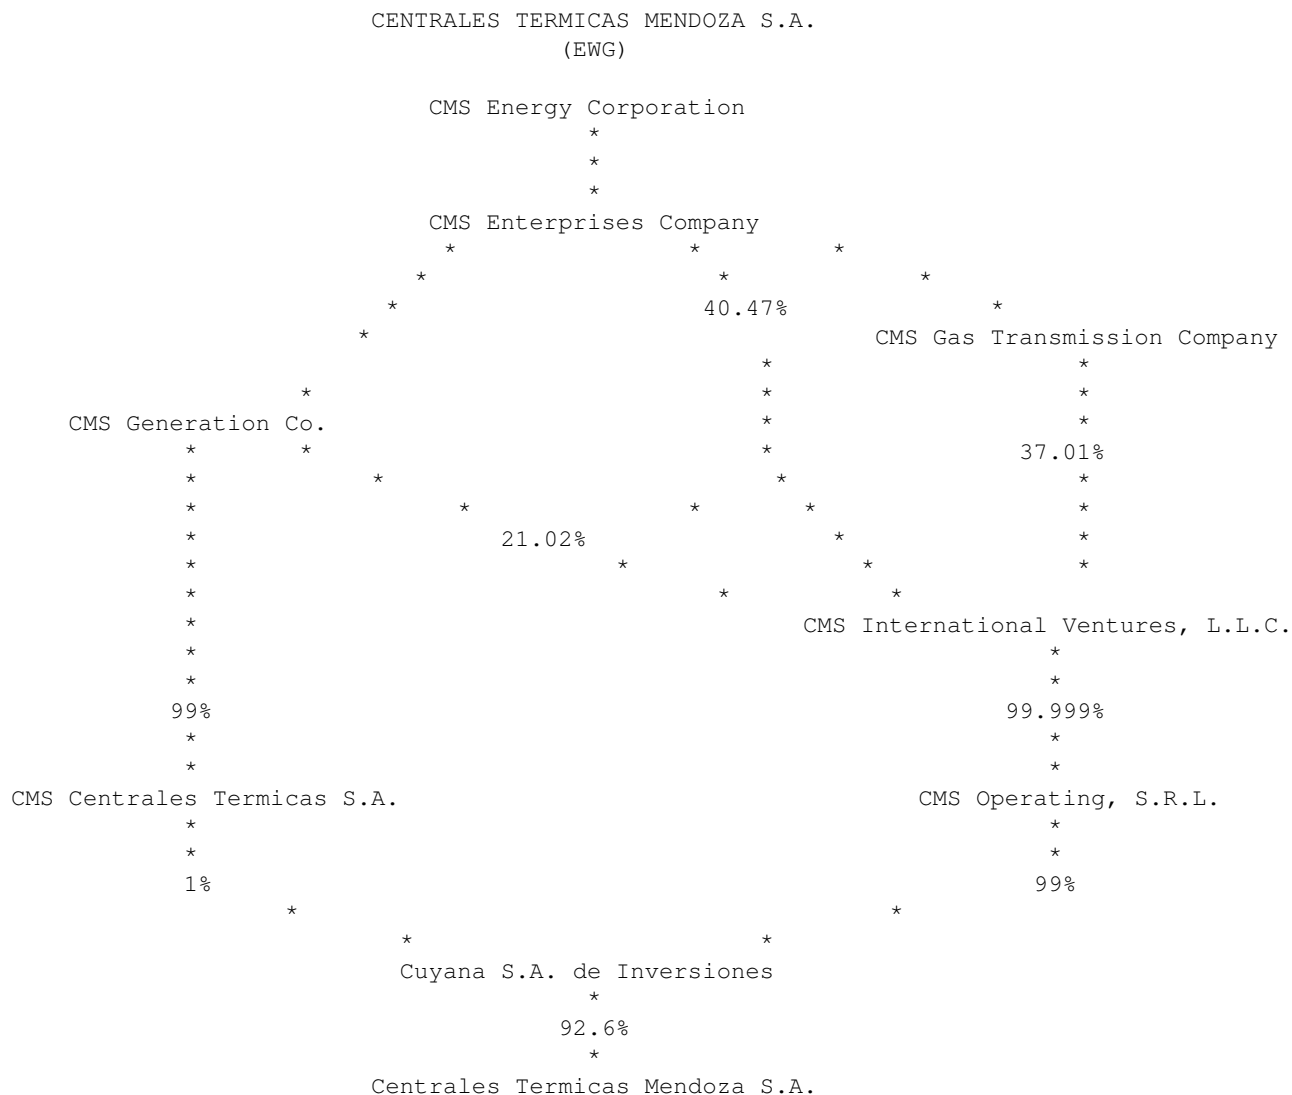 CENTRALES TERMICAS MENDOZA S.A.
(EWG)
CMS Energy Corporation
*
*
*
CMS Enterprises Company
* * *
* * *
* 40.47% *
* CMS Gas Transmission Company
* *
* * *
CMS Generation Co. * *
* * * 37.01%
* * * *
* * * * *
* 21.02% * *
* * * *
* * *
* CMS International Ventures, L.L.C.
* *
* *
99% 99.999%
* *
* *
CMS Centrales Termicas S.A. CMS Operating, S.R.L.
* *
* *
1% 99%
* *
* *
Cuyana S.A. de Inversiones
*
92.6%
*
Centrales Termicas Mendoza S.A.